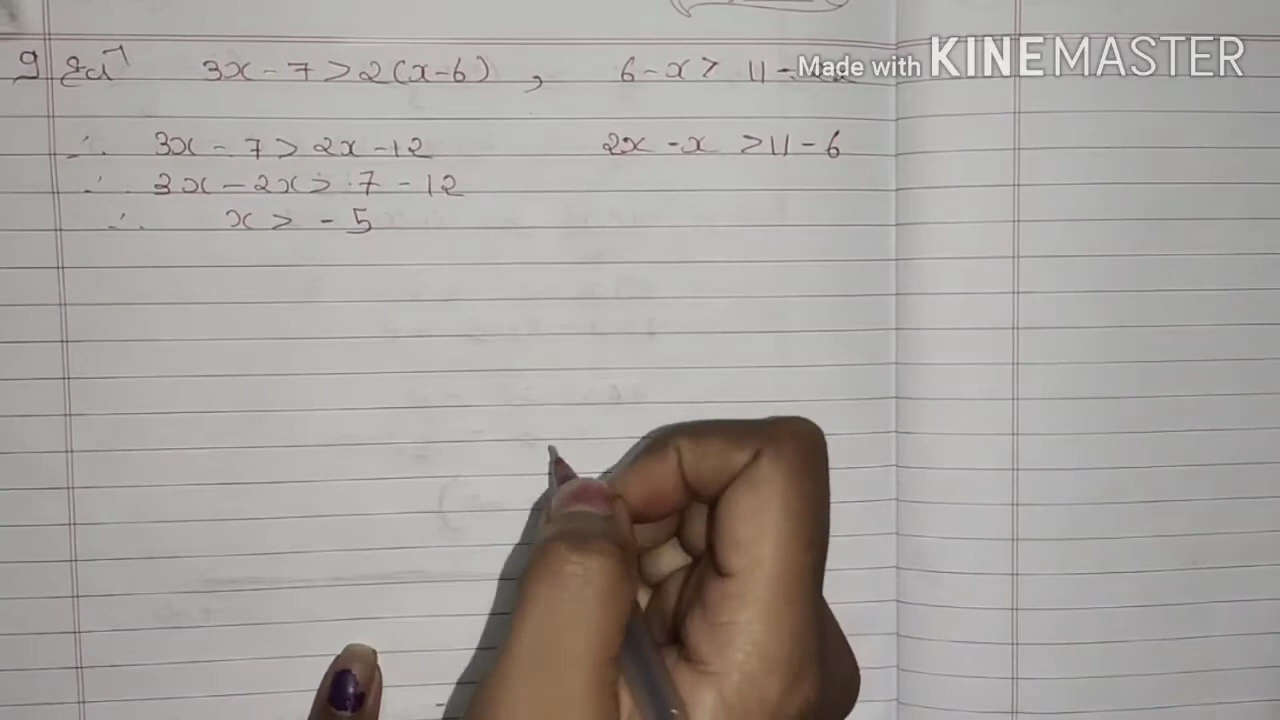 9 3x - 7 > 2(x - 6) , 6 - x > 11 -
Made with KINEMASTER
∴ 3x - 7 > 2x - 12 2x - x > 11 - 6
∴ 3x - 2x > 7 - 12
∴ x > - 5